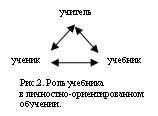 учитель
ученик учебник
Рис.2. Роль учебника
в личностно-ориентированном
обучении.